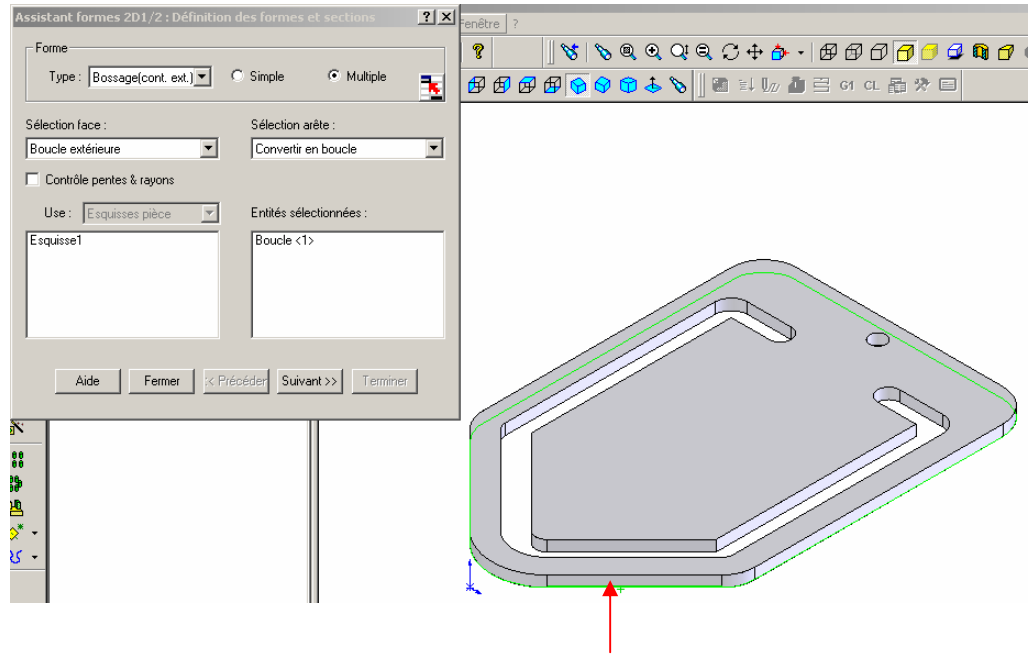 Assistant formes 2D1/2 : Définition des formes et sections
Fenêtre ?
Forme
Type : Bossage(cont. ext.) Simple Multiple
G1 CL
Sélection face : Sélection arête :
Boucle extérieure Convertir en boucle
Contrôle pentes & rayons
Use : Esquisses pièce Entités sélectionnées :
Esquisse1 Boucle <1>
Aide Fermer << Précéder Suivant >> Terminer